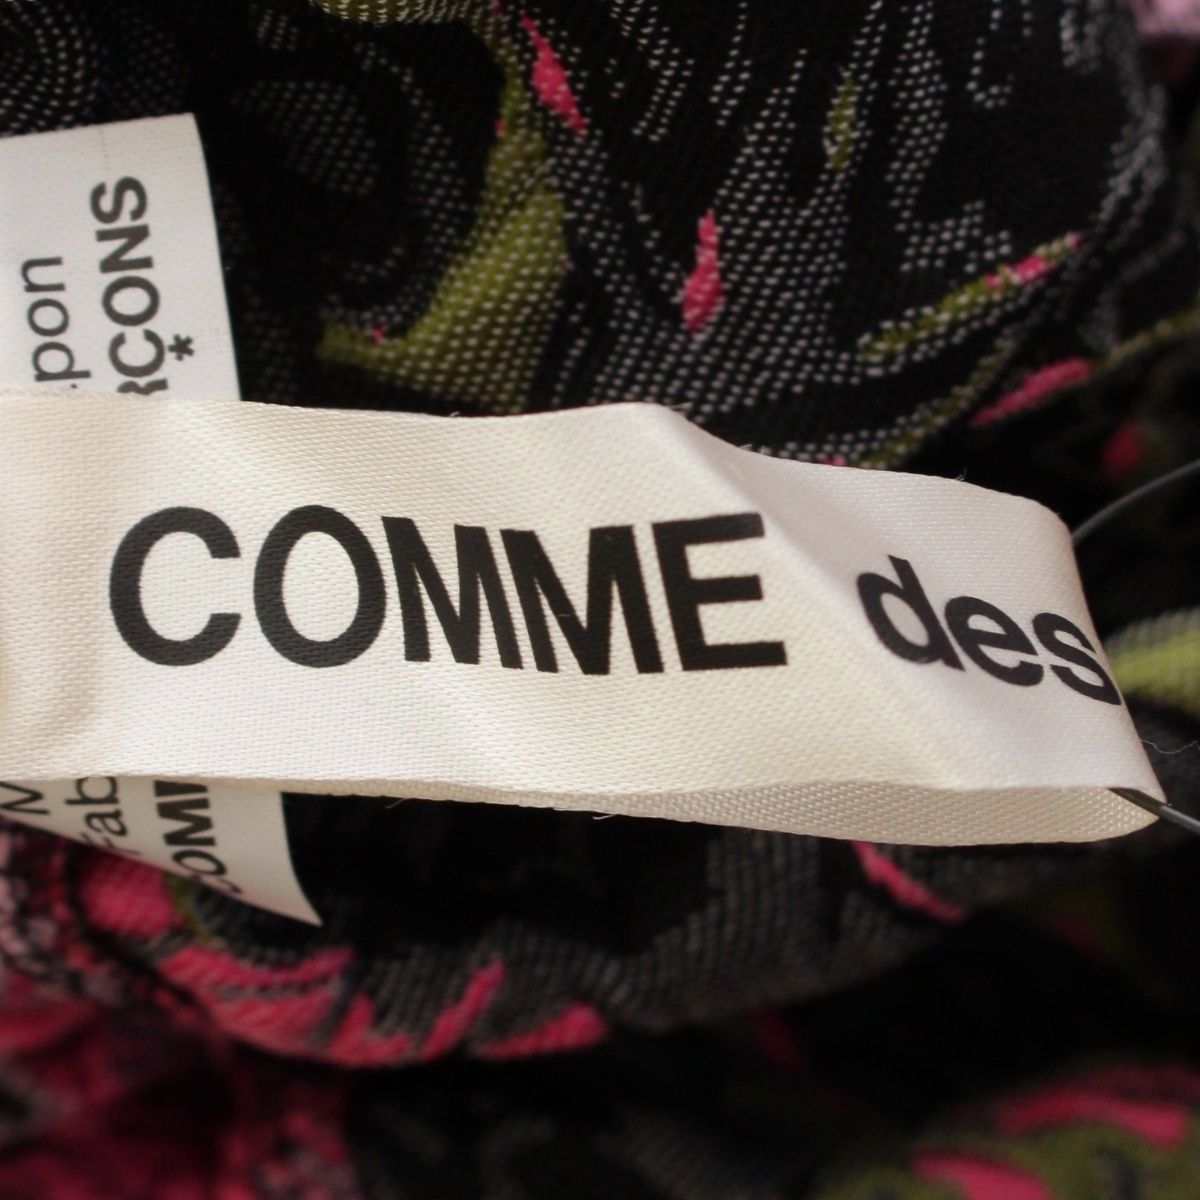 COMME des
pon
RCONS
*
M
Fab
COMM